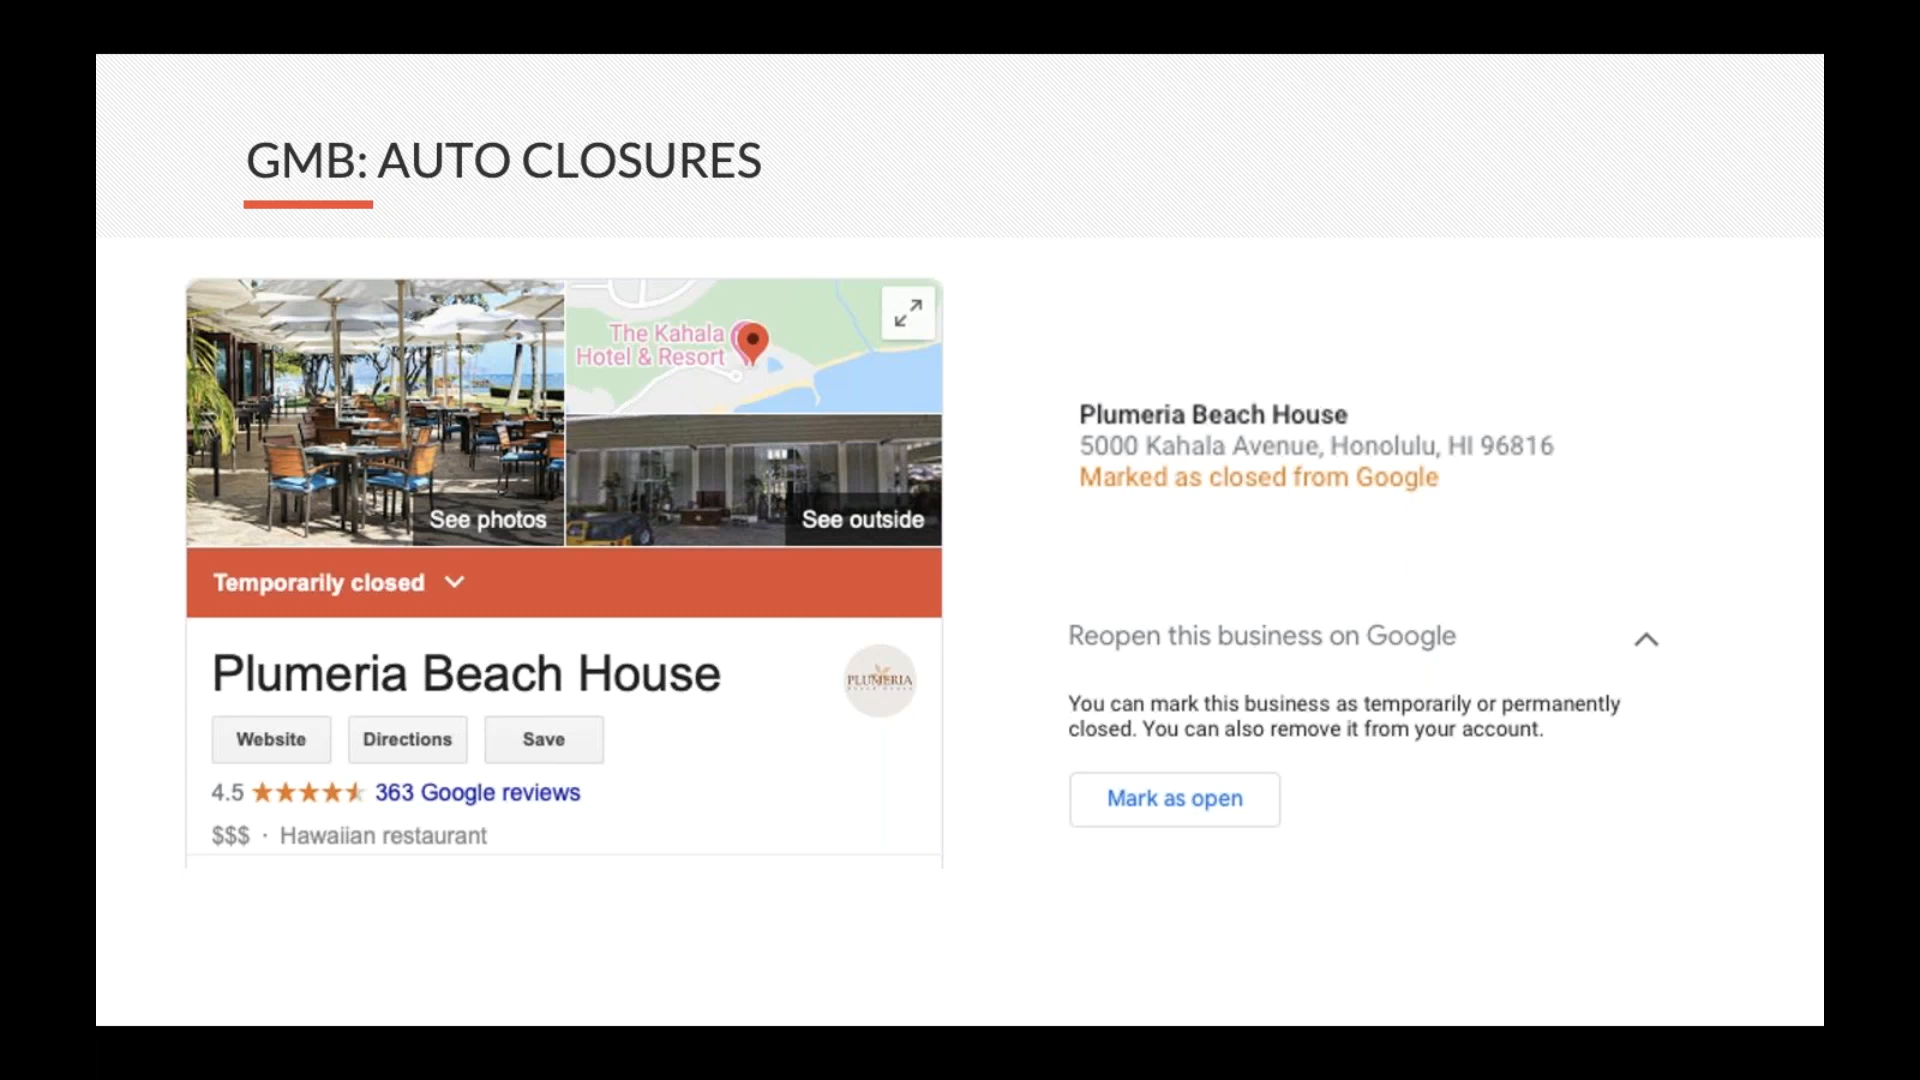 GMB: AUTO CLOSURES
The Kahala
Hotel & Resort
See photos
See outside
Temporarily closed
Plumeria Beach House
PLUMERIA
Website
Directions
Save
4.5
363 Google reviews
$$$ · Hawaiian restaurant
Plumeria Beach House
5000 Kahala Avenue, Honolulu, HI 96816
Marked as closed from Google
Reopen this business on Google
You can mark this business as temporarily or permanently
closed. You can also remove it from your account.
Mark as open